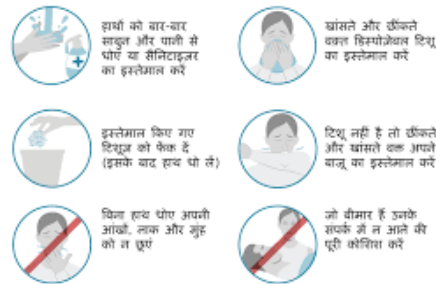 हाथों को बार-बार
साबुन और पानी से
धोएं या सैनिटाइज़र
का इस्तेमाल करें
खांसते और छींकते
वक़्त डिस्पोज़ेबल टिशू
का इस्तेमाल करें
इस्तेमाल किए गए
टिशूज़ को फेंक दें
(इसके बाद हाथ धो लें)
टिशू नहीं है तो छींकते
और खांसते वक़्त अपने
बाज़ू का इस्तेमाल करें
बिना हाथ धोए अपनी
आंखों, नाक और मुंह
को न छुएं
जो बीमार हैं उनके
संपर्क में न आने की
पूरी कोशिश करें